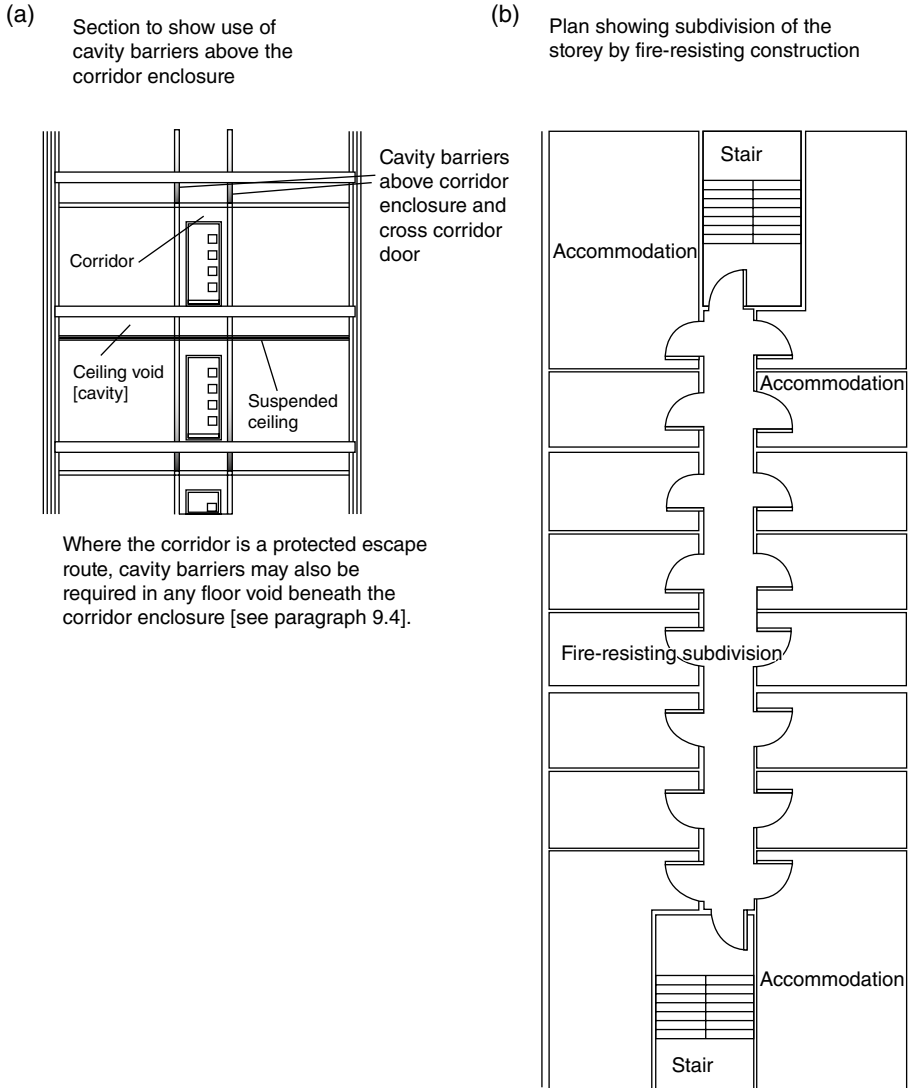 (a)
Section to show use of
cavity barriers above the
corridor enclosure
Cavity barriers
above corridor
enclosure and
cross corridor
door
Corridor
Ceiling void
[cavity]
Suspended
ceiling
Where the corridor is a protected escape
route, cavity barriers may also be
required in any floor void beneath the
corridor enclosure [see paragraph 9.4].
(b)
Plan showing subdivision of the
storey by fire-resisting construction
Stair
Accommodation
Accommodation
Fire-resisting subdivision
Accommodation
Stair